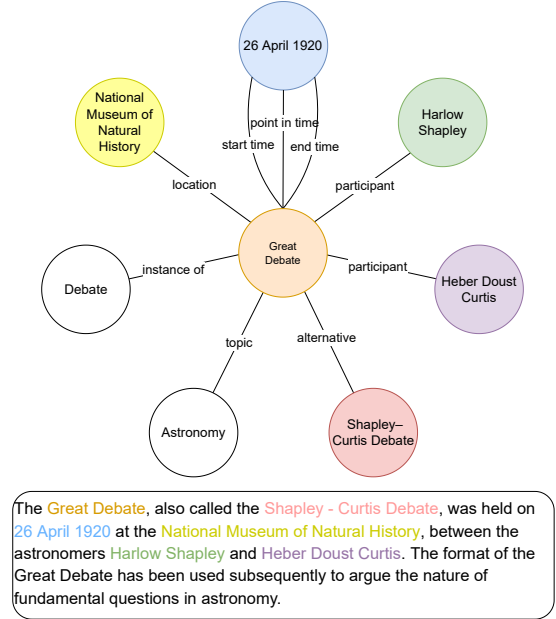 26 April 1920
National
Museum of
Natural
History
Harlow
Shapley
point in time
start time
end time
location
participant
Great
Debate
instance of
participant
Debate
Heber Doust
Curtis
topic
alternative
Astronomy
Shapley–
Curtis Debate
The Great Debate, also called the Shapley - Curtis Debate, was held on
26 April 1920 at the National Museum of Natural History, between the
astronomers Harlow Shapley and Heber Doust Curtis. The format of the
Great Debate has been used subsequently to argue the nature of
fundamental questions in astronomy.